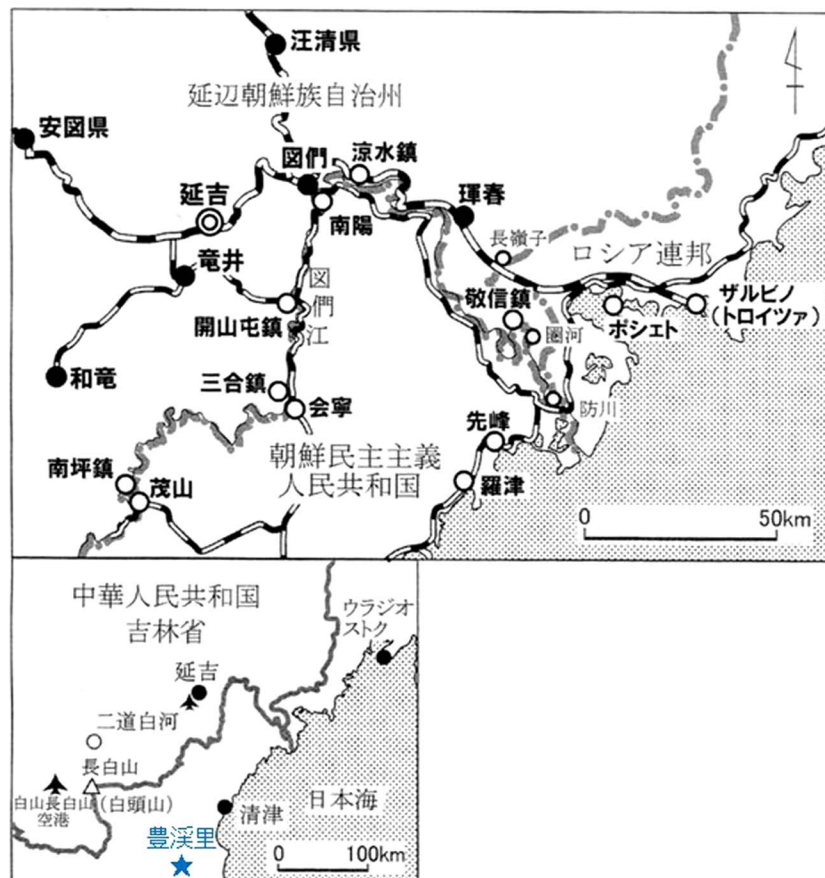 汪清県
延辺朝鮮族自治州
安図県
図們
涼水鎮
延吉
南陽
琿春
長嶺子
ロシア連邦
竜井
図
們
江
開山屯鎮
敬信鎮
圏河
ポシェト
ザルビノ
(トロイツァ)
和竜
三合鎮
会寧
防川
先峰
朝鮮民主主義
人民共和国
羅津
南坪鎮
茂山
0
50km
中華人民共和国
吉林省
ウラジオ
ストク
延吉
二道白河
長白山
(白頭山)
白山長白山
空港
清津
日本海
豊渓里
0
100km